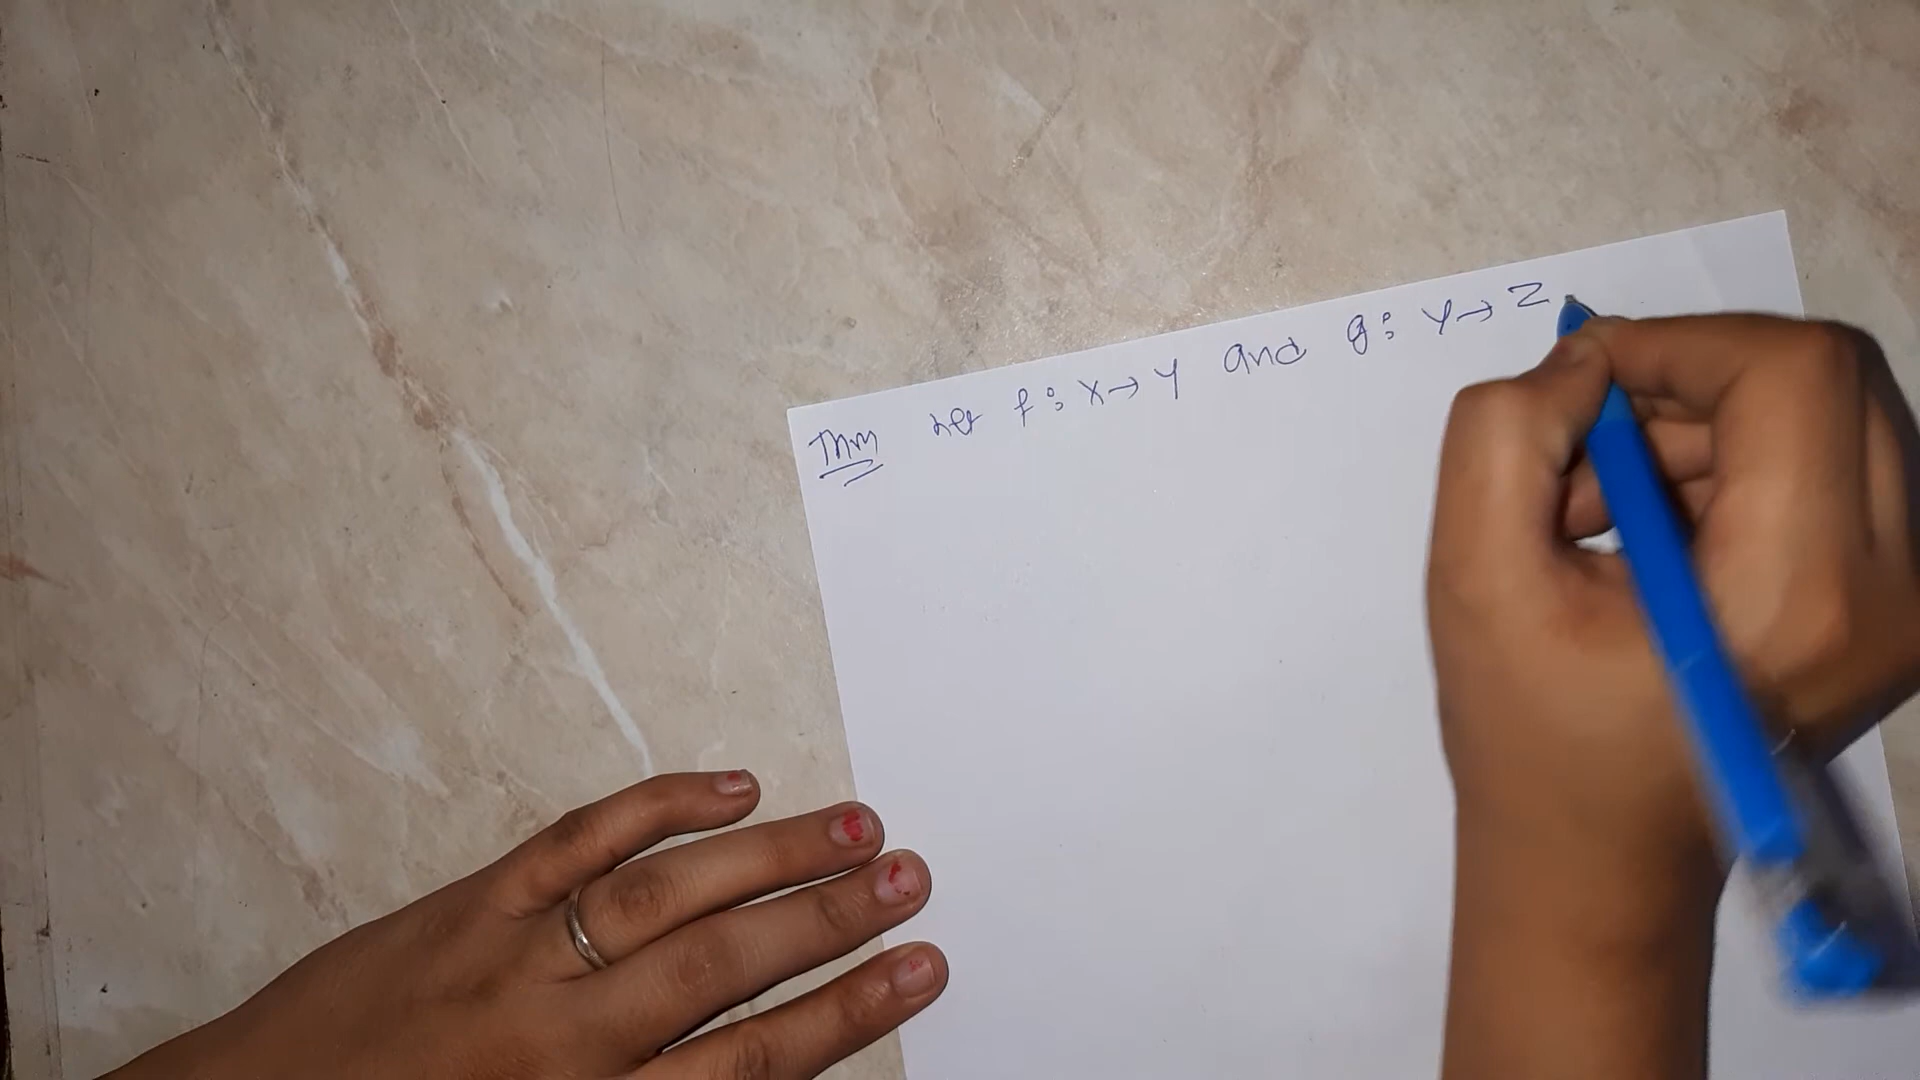 Thm let f : X → Y and g : Y → Z